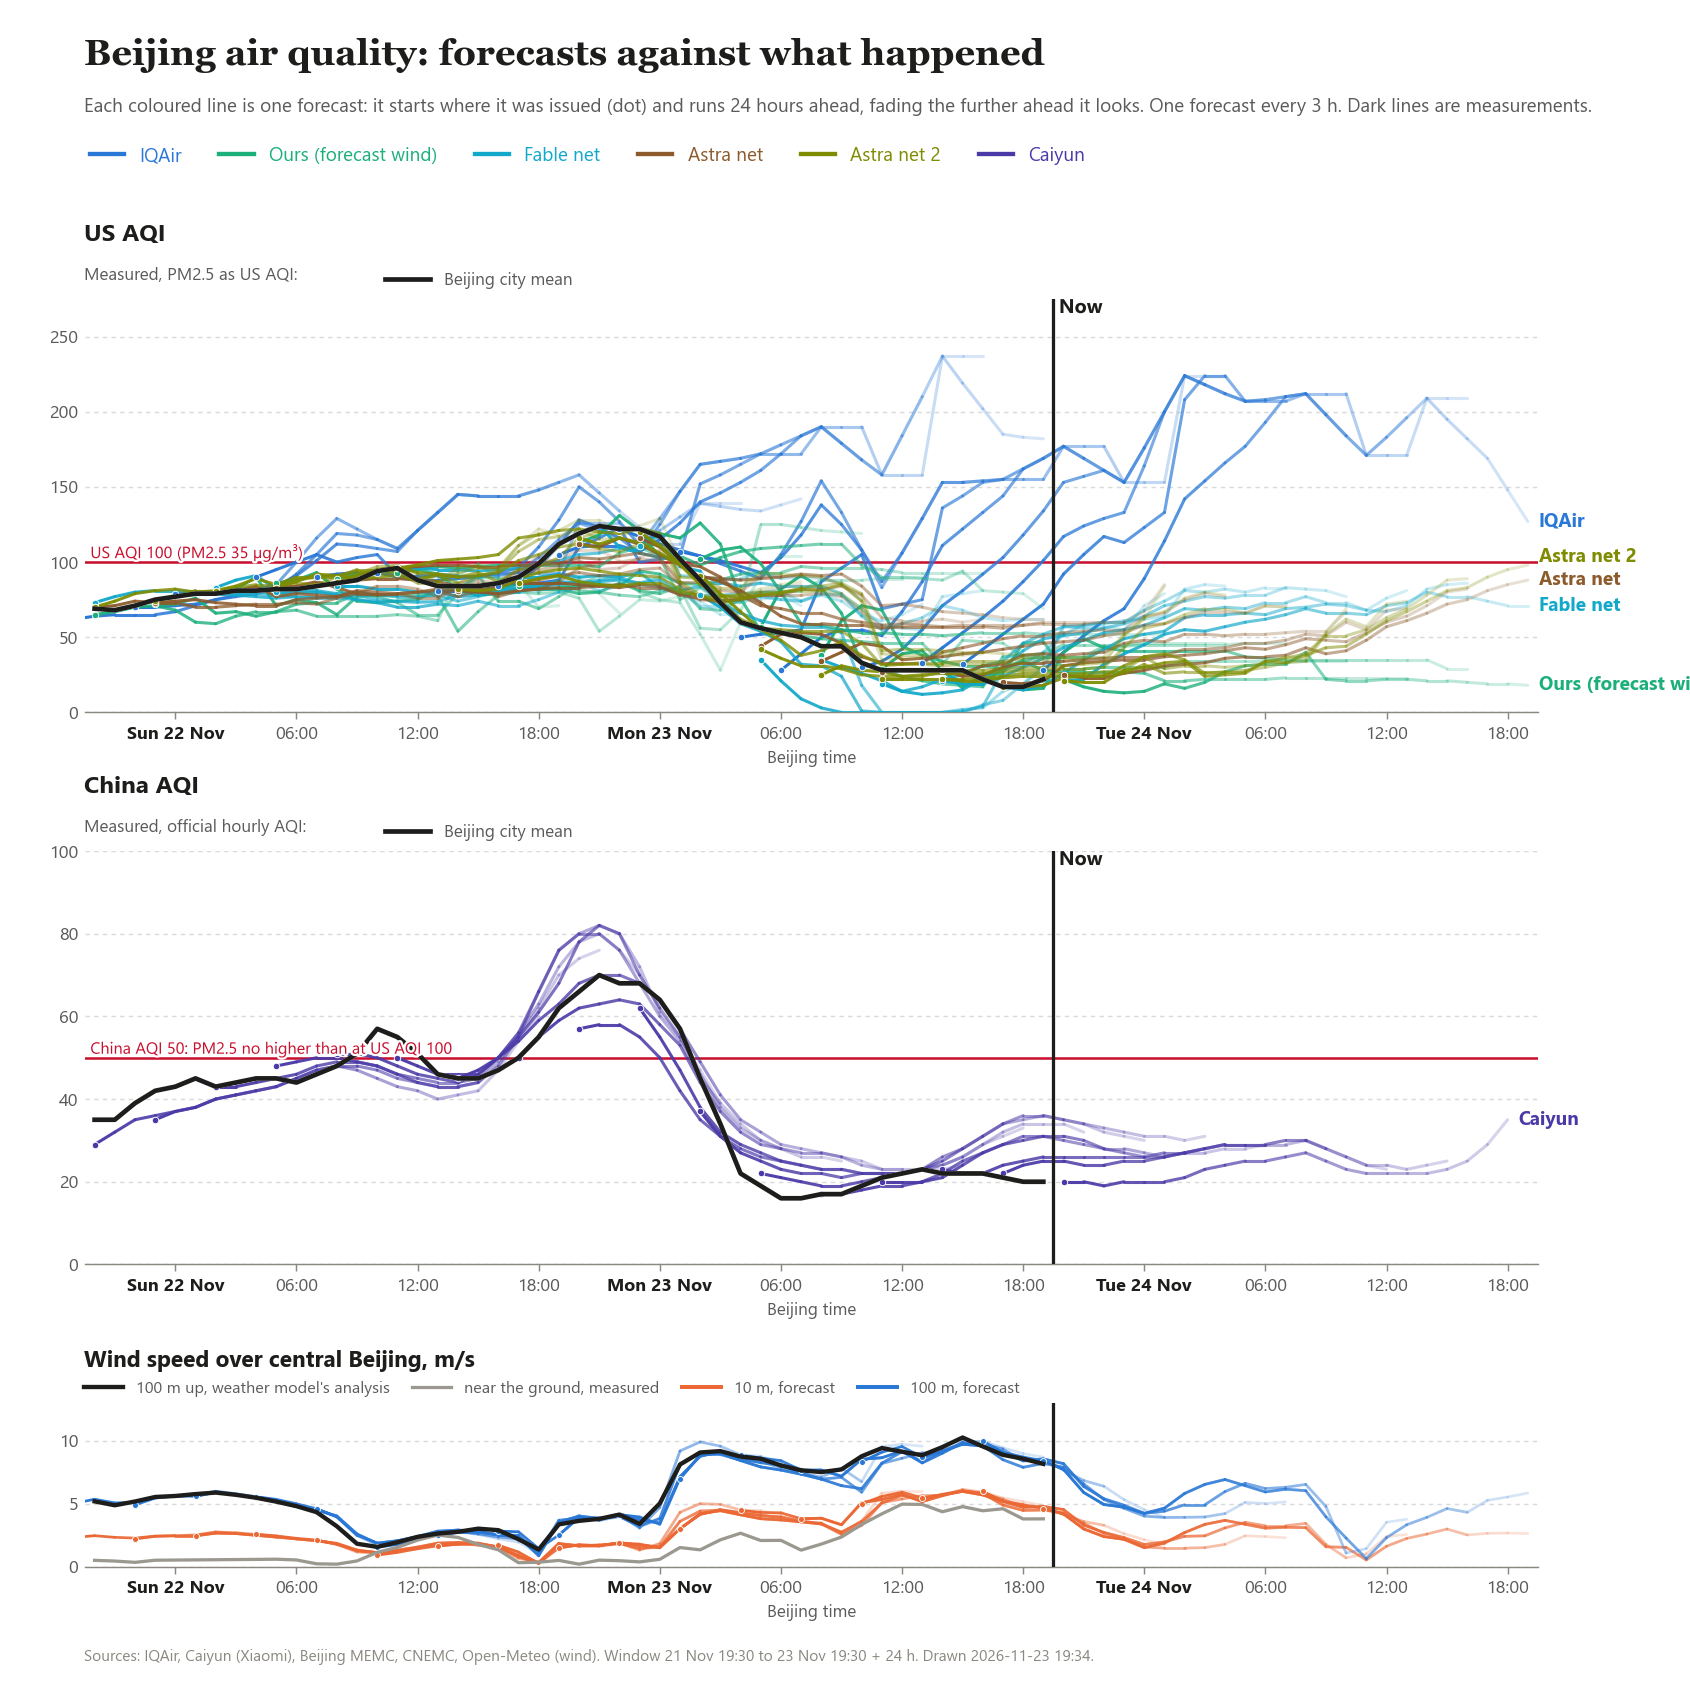 Beijing air quality: forecasts against what happened
Each coloured line is one forecast: it starts where it was issued (dot) and runs 24 hours ahead, fading the further ahead it looks. One forecast every 3 h. Dark lines are measurements.
IQAir Ours (forecast wind) Fable net Astra net Astra net 2 Caiyun
US AQI
Measured, PM2.5 as US AQI: Beijing city mean
Now
250
200
150
IQAir
US AQI 100 (PM2.5 35 µg/m³)
Astra net 2
100
Astra net
Fable net
50
Ours (forecast wi
0
Sun 22 Nov 06:00 12:00 18:00 Mon 23 Nov 06:00 12:00 18:00 Tue 24 Nov 06:00 12:00 18:00
Beijing time
China AQI
Measured, official hourly AQI: Beijing city mean
100
Now
80
60
China AQI 50: PM2.5 no higher than at US AQI 100
40
Caiyun
20
0
Sun 22 Nov 06:00 12:00 18:00 Mon 23 Nov 06:00 12:00 18:00 Tue 24 Nov 06:00 12:00 18:00
Beijing time
Wind speed over central Beijing, m/s
100 m up, weather model's analysis near the ground, measured 10 m, forecast 100 m, forecast
10
5
0
Sun 22 Nov 06:00 12:00 18:00 Mon 23 Nov 06:00 12:00 18:00 Tue 24 Nov 06:00 12:00 18:00
Beijing time
Sources: IQAir, Caiyun (Xiaomi), Beijing MEMC, CNEMC, Open-Meteo (wind). Window 21 Nov 19:30 to 23 Nov 19:30 + 24 h. Drawn 2026-11-23 19:34.